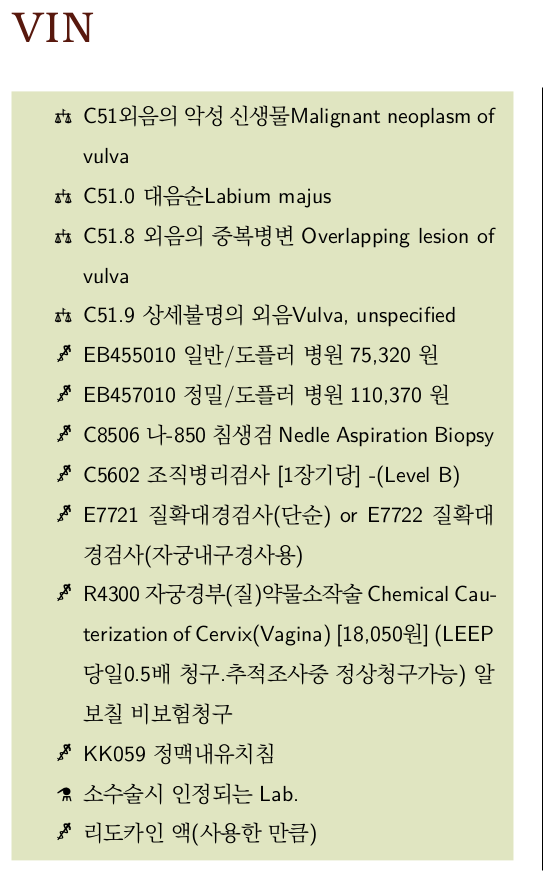 VIN
C51외음의 악성 신생물Malignant neoplasm of
vulva
C51.0 대음순Labium majus
C51.8 외음의 중복병변 Overlapping lesion of
vulva
C51.9 상세불명의 외음Vulva, unspecified
EB455010 일반/도플러 병원 75,320 원
EB457010 정밀/도플러 병원 110,370 원
C8506 나-850 침생검 Nedle Aspiration Biopsy
C5602 조직병리검사 [1장기당] -(Level B)
E7721 질확대경검사(단순) or E7722 질확대
경검사(자궁내구경사용)
R4300 자궁경부(질)약물소작술 Chemical Cau-
terization of Cervix(Vagina) [18,050원] (LEEP
당일0.5배 청구.추적조사중 정상청구가능) 알
보칠 비보험청구
KK059 정맥내유치침
소수술시 인정되는 Lab.
리도카인 액(사용한 만큼)